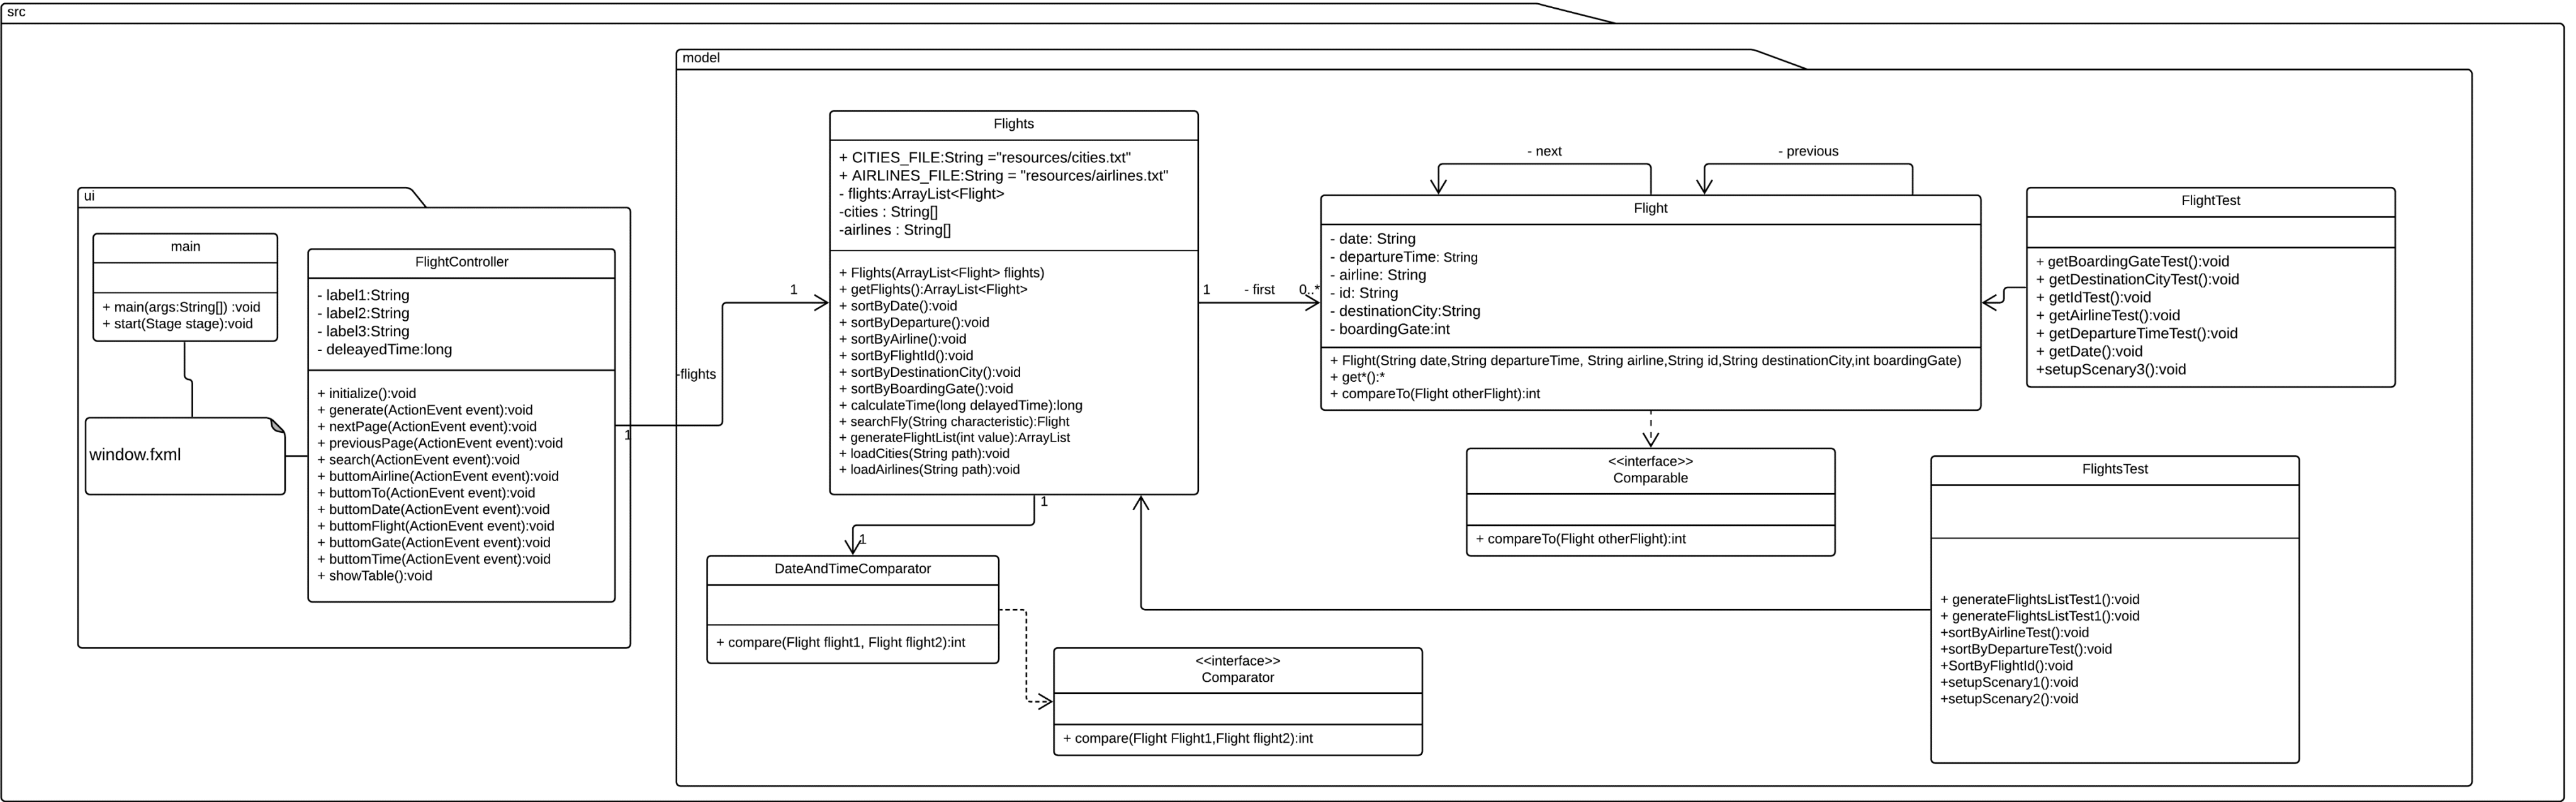 src
model
ui
main
+ main(args:String[]) :void
+ start(Stage stage):void
window.fxml
FlightController
- label1:String
- label2:String
- label3:String
- deleayedTime:long
+ initialize():void
+ generate(ActionEvent event):void
+ nextPage(ActionEvent event):void
+ previousPage(ActionEvent event):void
+ search(ActionEvent event):void
+ buttomAirline(ActionEvent event):void
+ buttomTo(ActionEvent event):void
+ buttomDate(ActionEvent event):void
+ buttomFlight(ActionEvent event):void
+ buttomGate(ActionEvent event):void
+ buttomTime(ActionEvent event):void
+ showTable():void
1
-flights
1
Flights
+ CITIES_FILE:String ="resources/cities.txt"
+ AIRLINES_FILE:String = "resources/airlines.txt"
- flights:ArrayList<Flight>
-cities : String[]
-airlines : String[]
+ Flights(ArrayList<Flight> flights)
+ getFlights():ArrayList<Flight>
+ sortByDate():void
+ sortByDeparture():void
+ sortByAirline():void
+ sortByFlightId():void
+ sortByDestinationCity():void
+ sortByBoardingGate():void
+ calculateTime(long delayedTime):long
+ searchFly(String characteristic):Flight
+ generateFlightList(int value):ArrayList
+ loadCities(String path):void
+ loadAirlines(String path):void
1
1
DateAndTimeComparator
+ compare(Flight flight1, Flight flight2):int
<<interface>>
Comparator
+ compare(Flight Flight1,Flight flight2):int
1 - first 0..*
- next
- previous
Flight
- date: String
- departureTime: String
- airline: String
- id: String
- destinationCity:String
- boardingGate:int
+ Flight(String date,String departureTime, String airline,String id,String destinationCity,int boardingGate)
+ get*():*
+ compareTo(Flight otherFlight):int
<<interface>>
Comparable
+ compareTo(Flight otherFlight):int
FlightTest
+ getBoardingGateTest():void
+ getDestinationCityTest():void
+ getIdTest():void
+ getAirlineTest():void
+ getDepartureTimeTest():void
+ getDate():void
+setupScenary3():void
FlightsTest
+ generateFlightsListTest1():void
+ generateFlightsListTest1():void
+sortByAirlineTest():void
+sortByDepartureTest():void
+SortByFlightId():void
+setupScenary1():void
+setupScenary2():void